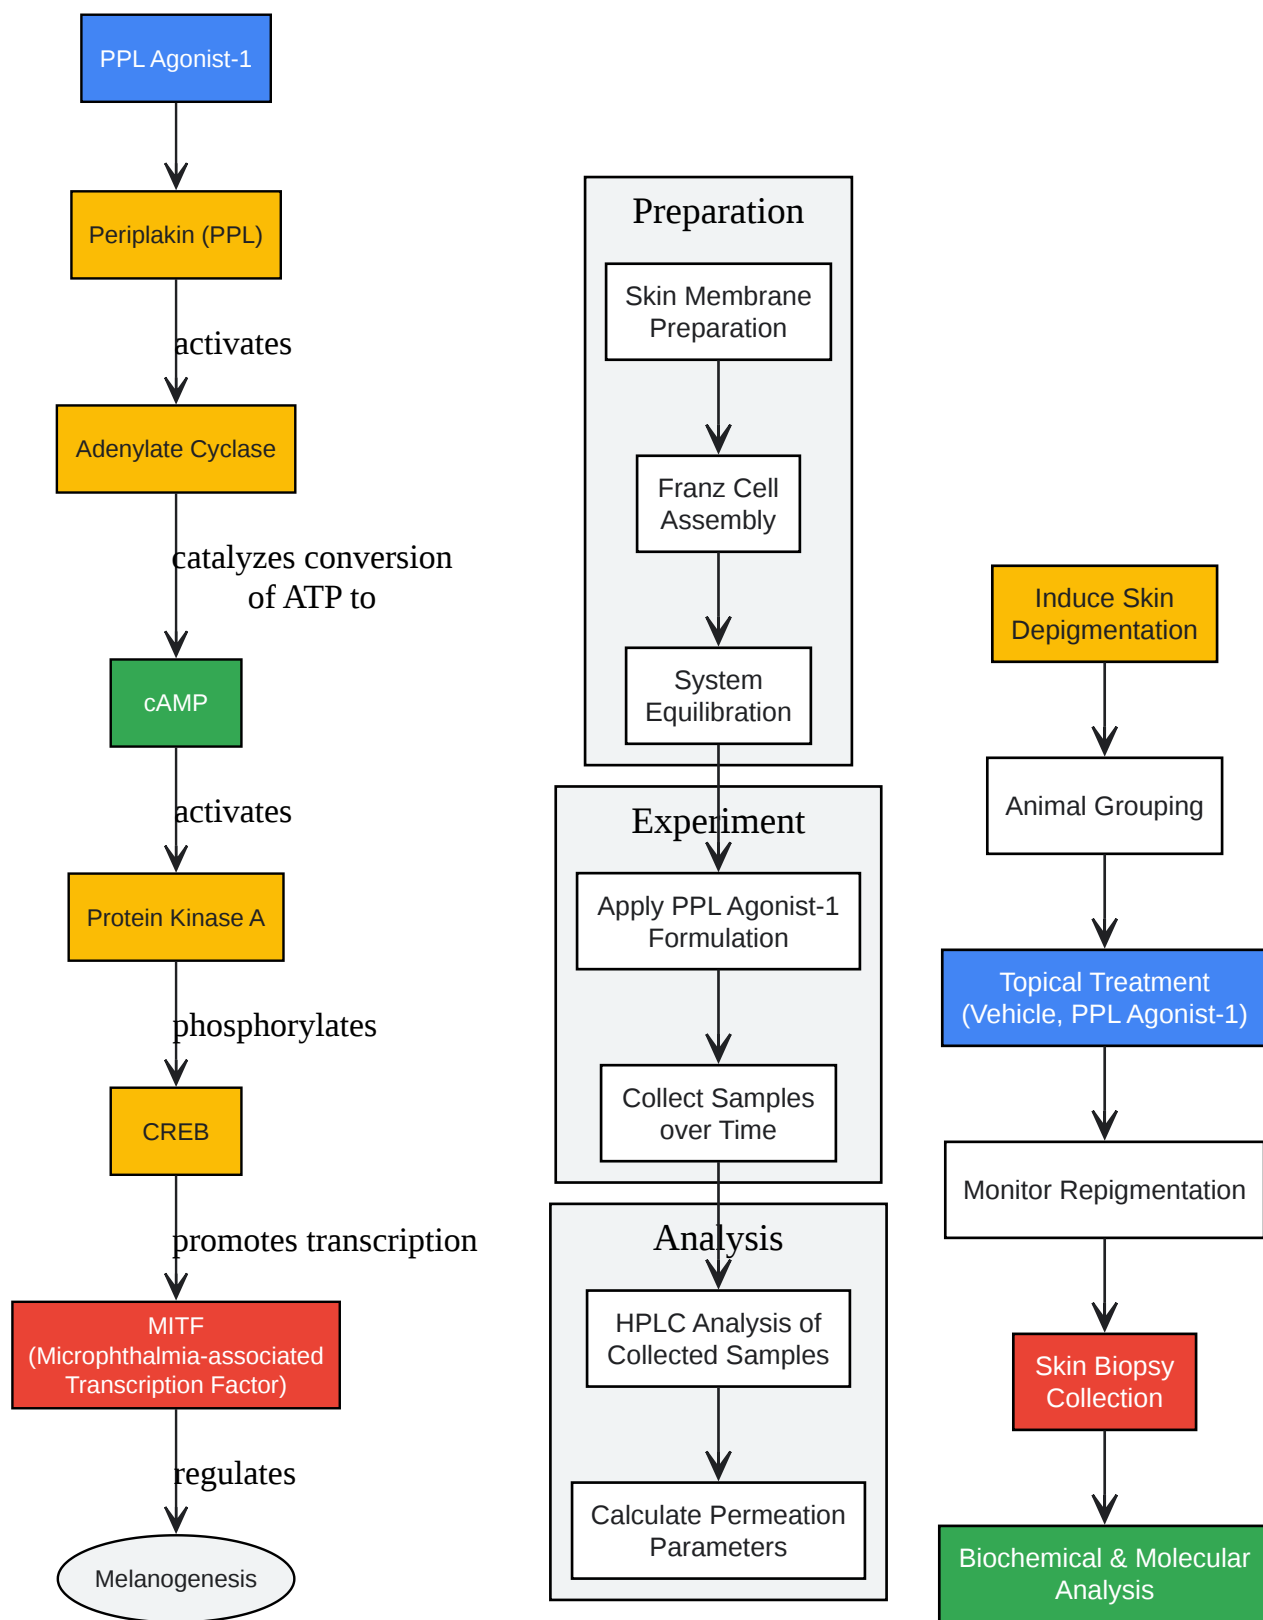 PPL Agonist-1
Periplakin (PPL)
activates
Adenylate Cyclase
catalyzes conversion
of ATP to
cAMP
activates
Protein Kinase A
phosphorylates
CREB
promotes transcription
MITF
(Microphthalmia-associated
Transcription Factor)
regulates
Melanogenesis
Preparation
Skin Membrane
Preparation
Franz Cell
Assembly
System
Equilibration
Experiment
Apply PPL Agonist-1
Formulation
Collect Samples
over Time
Analysis
HPLC Analysis of
Collected Samples
Calculate Permeation
Parameters
Induce Skin
Depigmentation
Animal Grouping
Topical Treatment
(Vehicle, PPL Agonist-1)
Monitor Repigmentation
Skin Biopsy
Collection
Biochemical & Molecular
Analysis